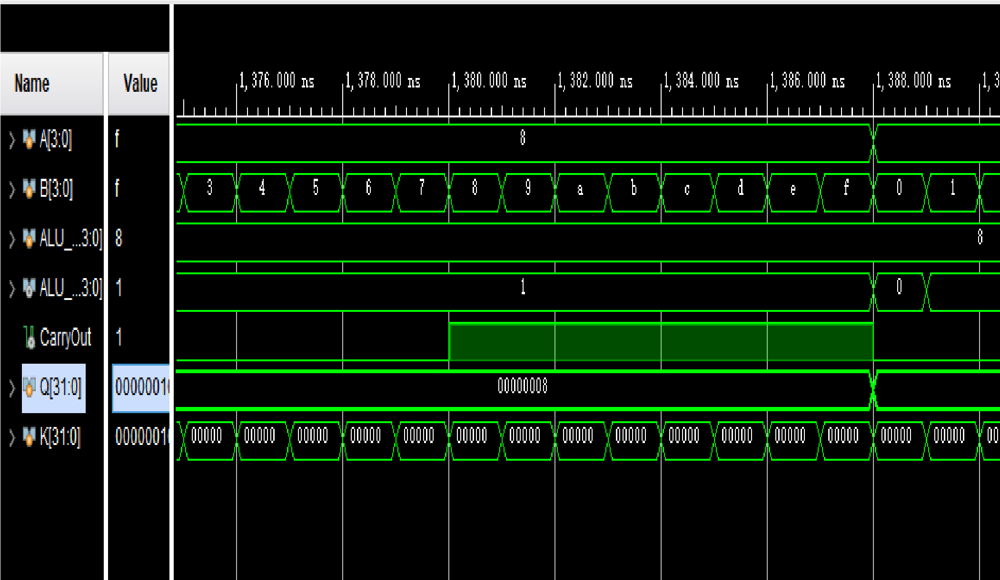 1,376.000 ns 1,378.000 ns 1,380.000 ns 1,382.000 ns 1,384.000 ns 1,386.000 ns 1,388.000 ns 1,3
Name Value
A[3:0] f 8
B[3:0] f 3 4 5 6 7 8 9 a b c d e f 0 1
ALU_...3:0] 8 8
ALU_...3:0] 1 1 0
CarryOut 1
Q[31:0] 0000001 00000008
K[31:0] 0000001 00000 00000 00000 00000 00000 00000 00000 00000 00000 00000 00000 00000 00000 00000 00000 00